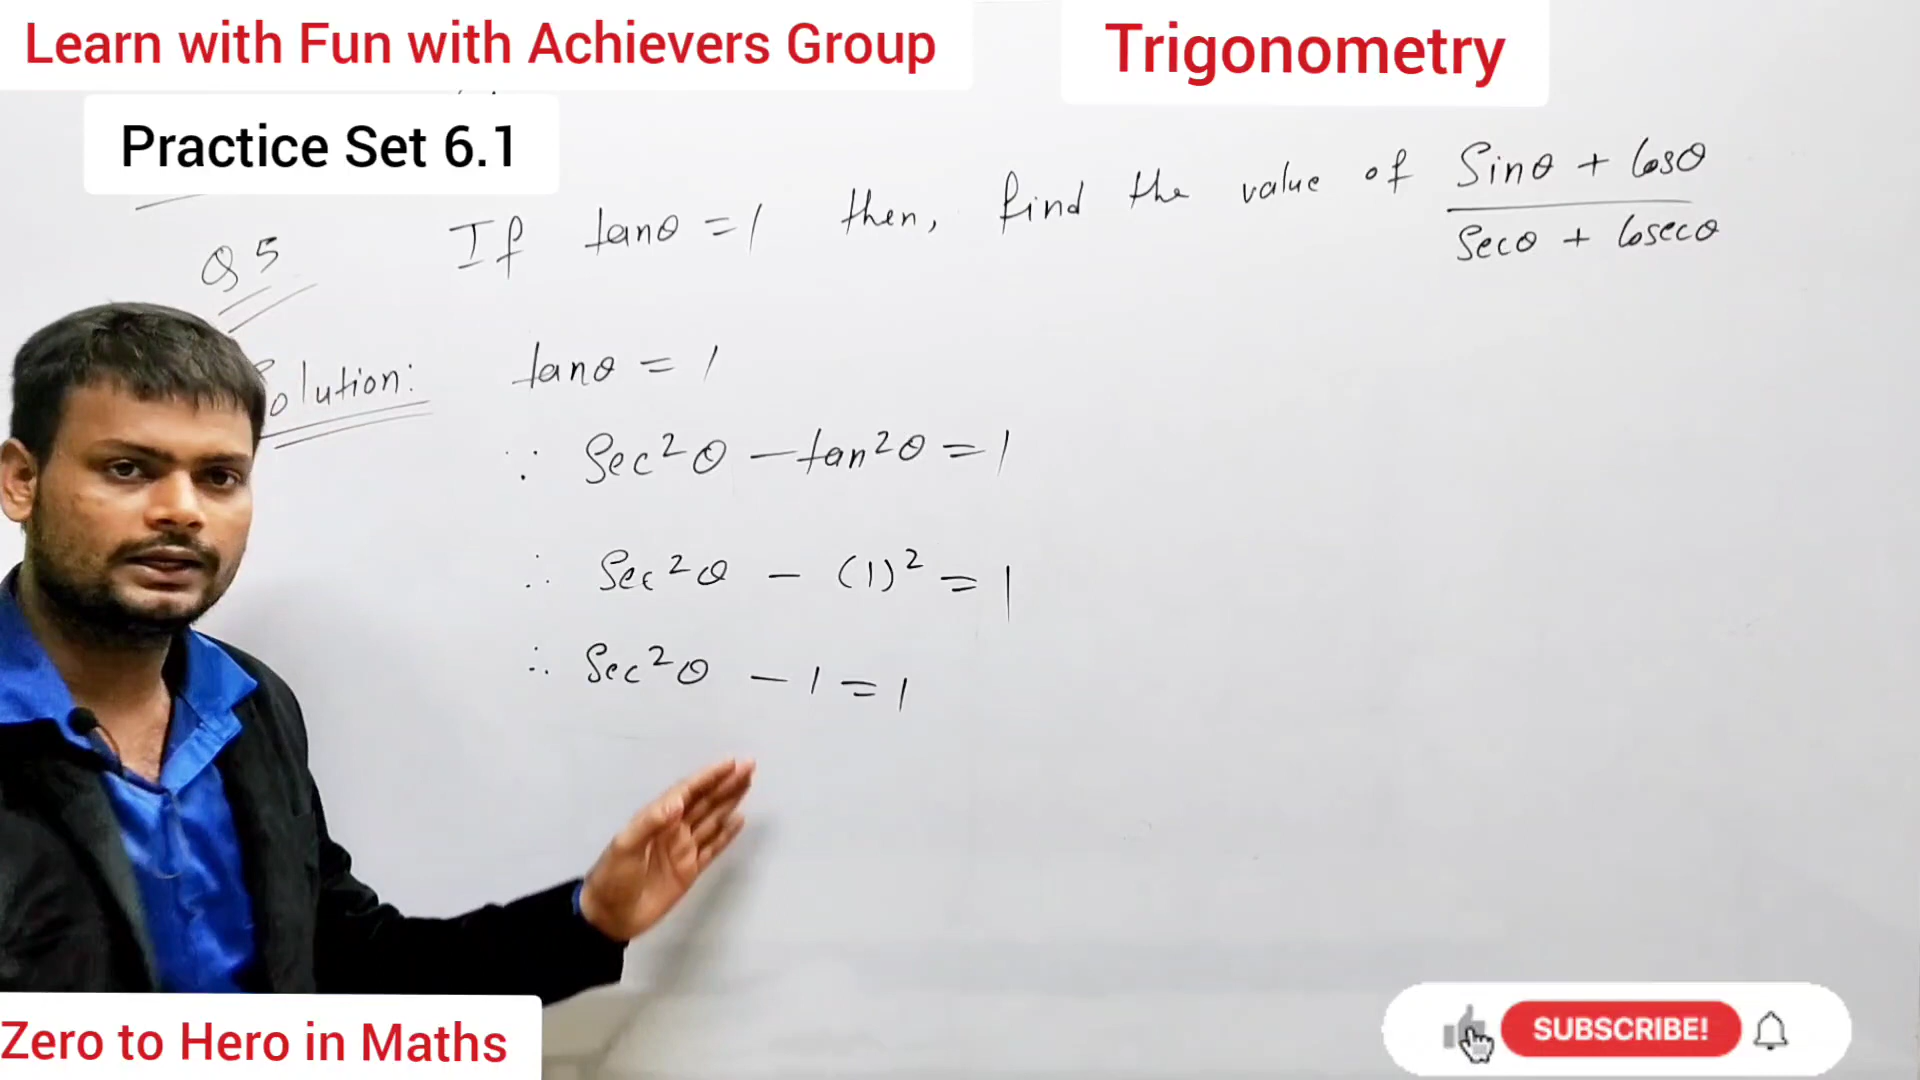 Learn with Fun with Achievers Group
Trigonometry
Practice Set 6.1
Q 5 If tanθ = 1 then, find the value of Sinθ + Cosθ
Secθ + Cosecθ
Solution: tanθ = 1
∵ Sec²θ - tan²θ = 1
∴ Sec²θ - (1)² = 1
∴ Sec²θ - 1 = 1
Zero to Hero in Maths
SUBSCRIBE!